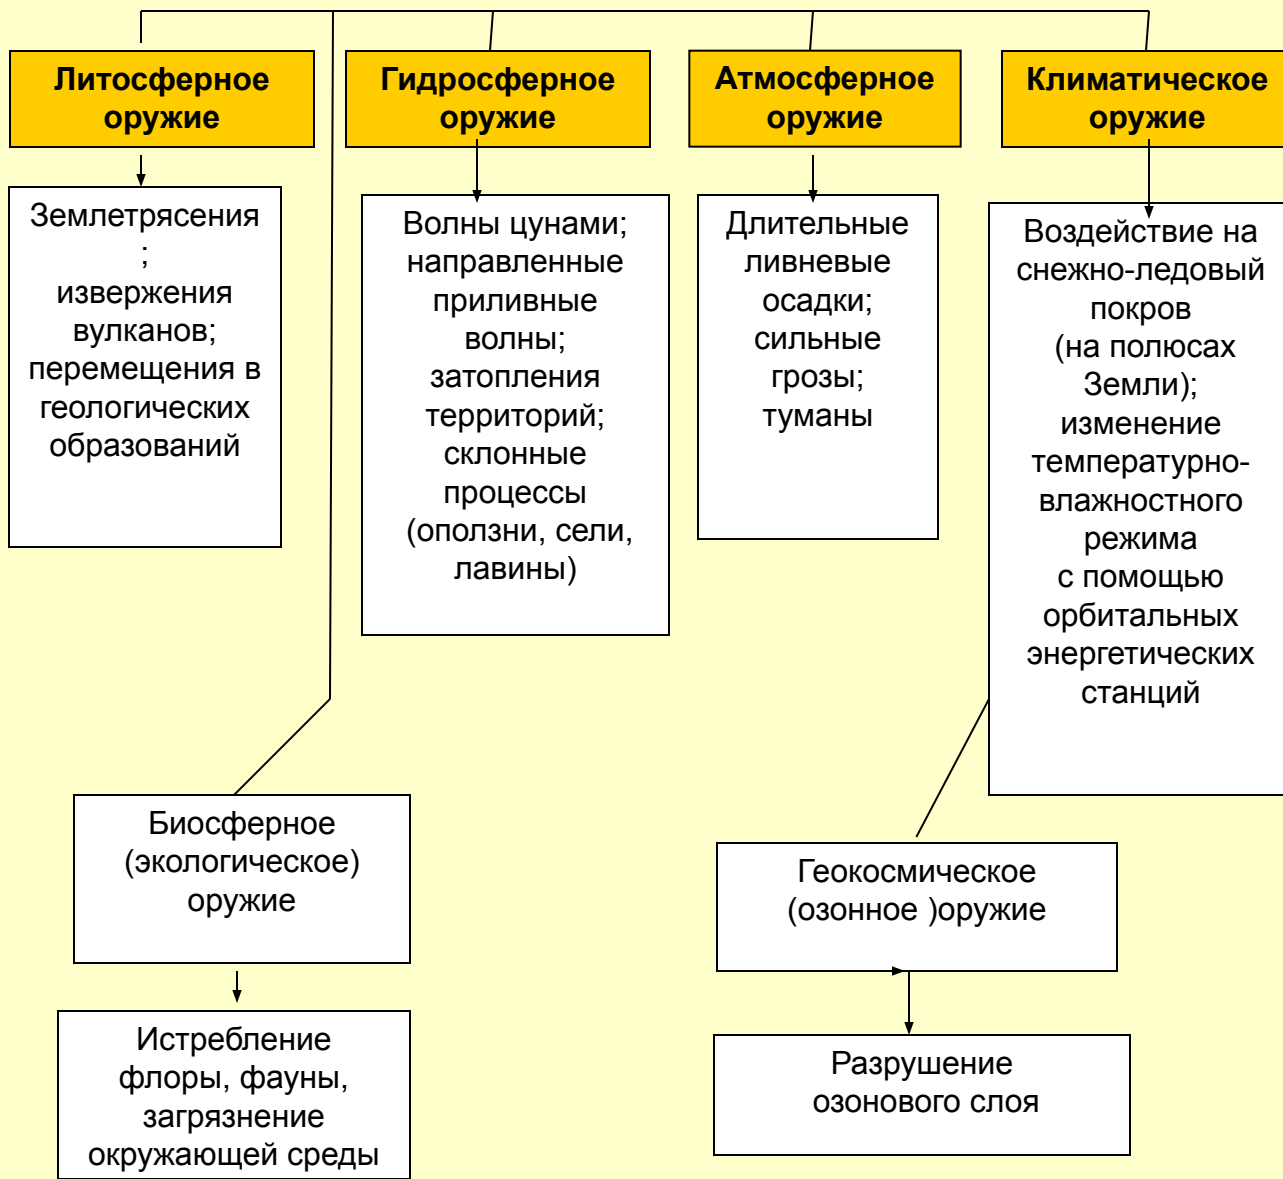 Литосферное
оружие
Гидросферное
оружие
Атмосферное
оружие
Климатическое
оружие
Землетрясения
;
извержения
вулканов;
перемещения в
геологических
образований
Волны цунами;
направленные
приливные
волны;
затопления
территорий;
склонные
процессы
(оползни, сели,
лавины)
Длительные
ливневые
осадки;
сильные
грозы;
туманы
Воздействие на
снежно-ледовый
покров
(на полюсах
Земли);
изменение
температурно-
влажностного
режима
с помощью
орбитальных
энергетических
станций
Биосферное
(экологическое)
оружие
Геокосмическое
(озонное )оружие
Истребление
флоры, фауны,
загрязнение
окружающей среды
Разрушение
озонового слоя